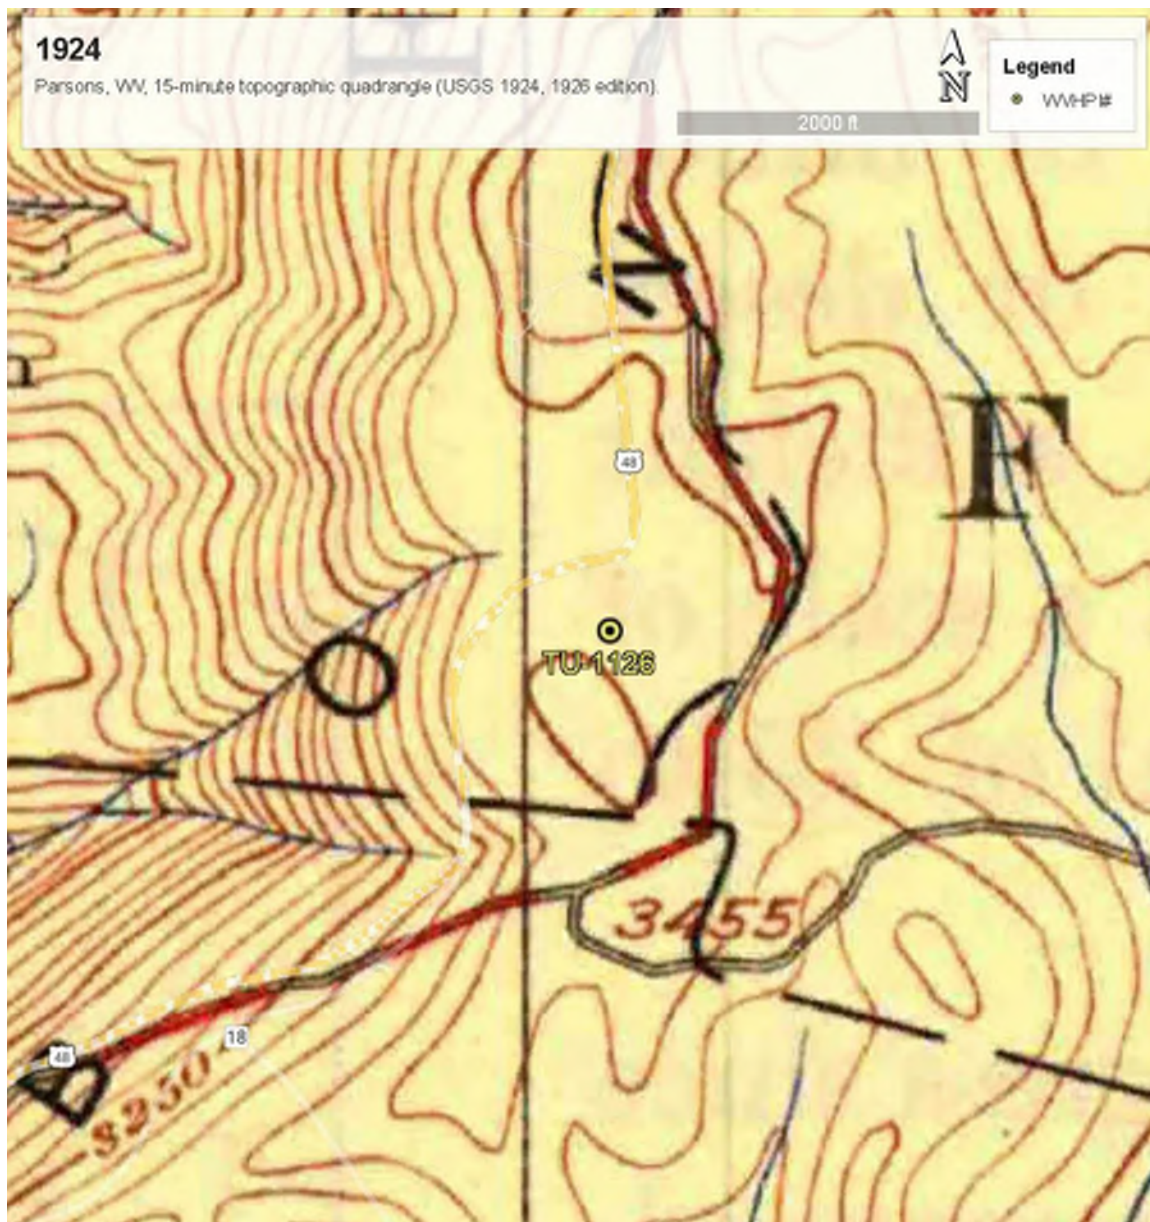 1924
Parsons, WV, 15-minute topographic quadrangle (USGS 1924, 1926 edition).
N
Legend
WVHPI#
2000 ft
n
F
48
TU-1126
O
3455
18
48
B
3250